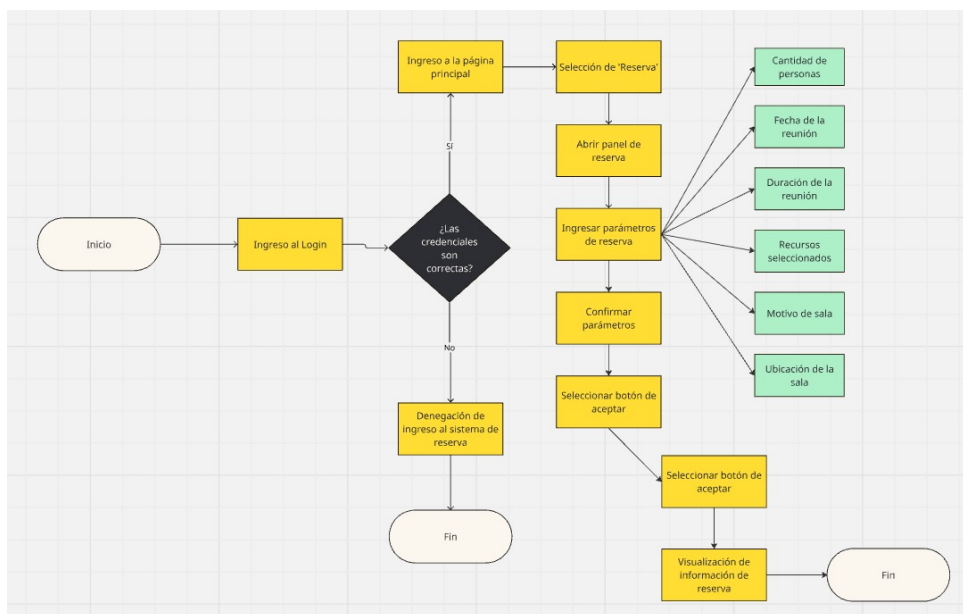 Ingreso a la página
principal
Selección de 'Reserva'
Cantidad de
personas
Fecha de la
reunión
Sí
Abrir panel de
reserva
Duración de la
reunión
Inicio
Ingreso al Login
¿Las
credenciales
son
correctas?
Ingresar parámetros
de reserva
Recursos
seleccionados
Confirmar
parámetros
Motivo de sala
No
Ubicación de la
sala
Seleccionar botón de
aceptar
Denegación de
ingreso al sistema de
reserva
Seleccionar botón de
aceptar
Fin
Visualización de
información de
reserva
Fin